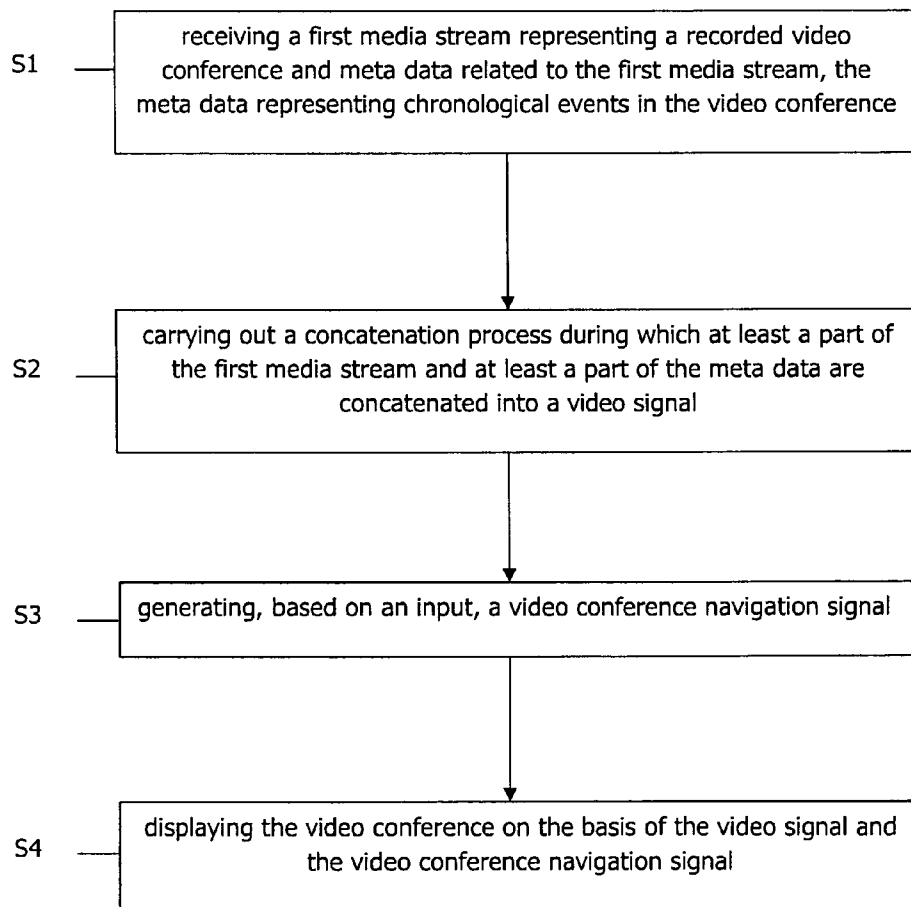 S1
receiving a first media stream representing a recorded video
conference and meta data related to the first media stream, the
meta data representing chronological events in the video conference
S2
carrying out a concatenation process during which at least a part of
the first media stream and at least a part of the meta data are
concatenated into a video signal
S3
generating, based on an input, a video conference navigation signal
S4
displaying the video conference on the basis of the video signal and
the video conference navigation signal